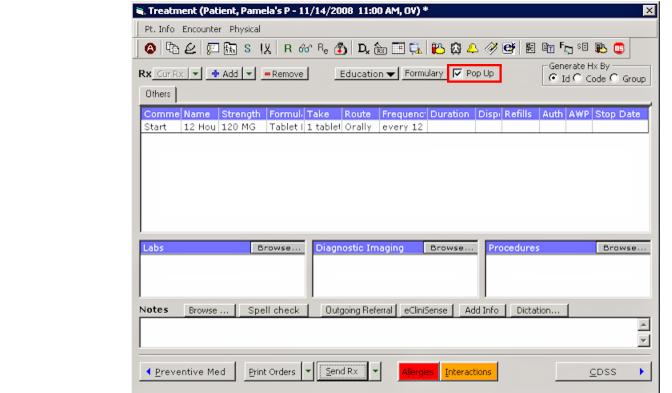 Treatment (Patient, Pamela's P - 11/14/2008 11:00 AM, OV) *
Pt. Info Encounter Physical
S R Re
Rx Cur Rx Add Remove Education Formulary Pop Up
Generate Hx By
Id Code Group
Others
Comme Name Strength Formul. Take Route Frequenc Duration Disp Refills Auth AWP Stop Date
Start 12 Hou 120 MG Tablet 1 tablet Orally every 12
Labs Browse... Diagnostic Imaging Browse... Procedures Browse...
Notes Browse ... Spell check Outgoing Referral eCliniSense Add Info Dictation...
Preventive Med Print Orders Send Rx Allergies Interactions CDSS